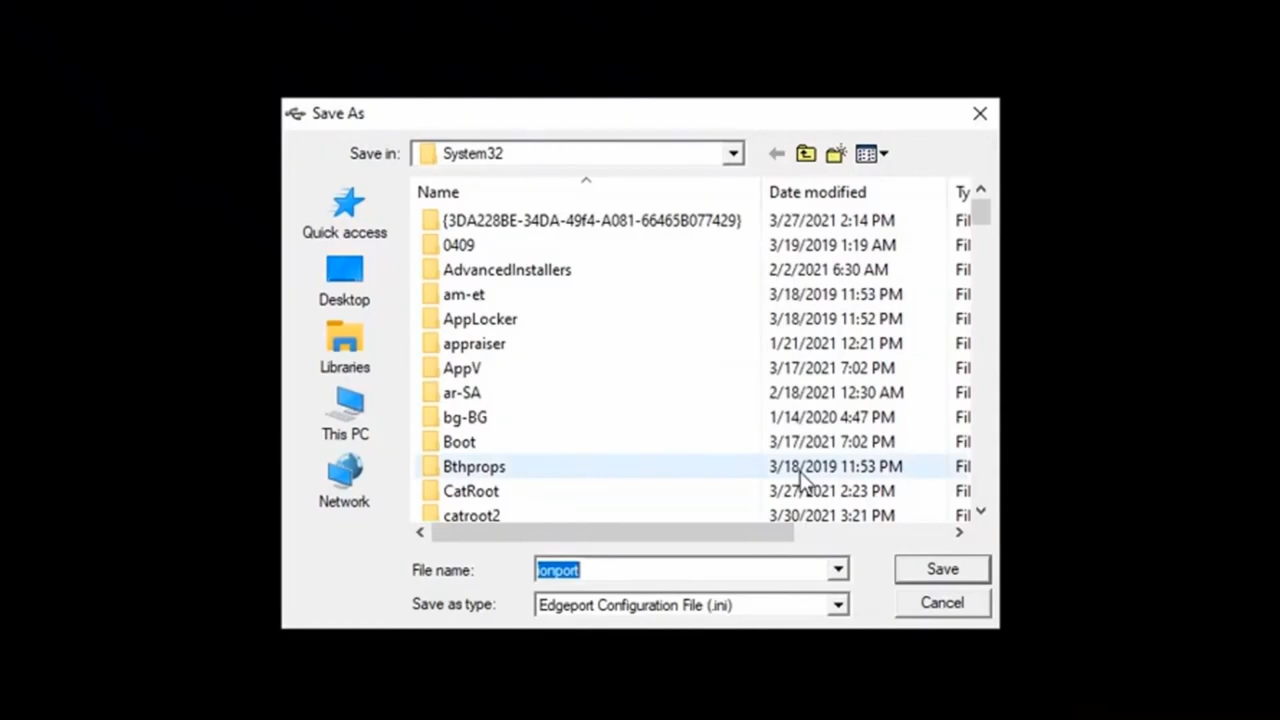 Save As
Save in: System32
Name Date modified Ty
{3DA228BE-34DA-49f4-A081-66465B077429} 3/27/2021 2:14 PM Fil
0409 3/19/2019 1:19 AM Fil
AdvancedInstallers 2/2/2021 6:30 AM Fil
am-et 3/18/2019 11:53 PM Fil
AppLocker 3/18/2019 11:52 PM Fil
appraiser 1/21/2021 12:21 PM Fil
AppV 3/17/2021 7:02 PM Fil
ar-SA 2/18/2021 12:30 AM Fil
bg-BG 1/14/2020 4:47 PM Fil
Boot 3/17/2021 7:02 PM Fil
Bthprops 3/18/2019 11:53 PM Fil
CatRoot 3/27/2021 2:23 PM Fil
catroot2 3/30/2021 3:21 PM Fil
Quick access
Desktop
Libraries
This PC
Network
File name: ionport Save
Save as type: Edgeport Configuration File (.ini) Cancel